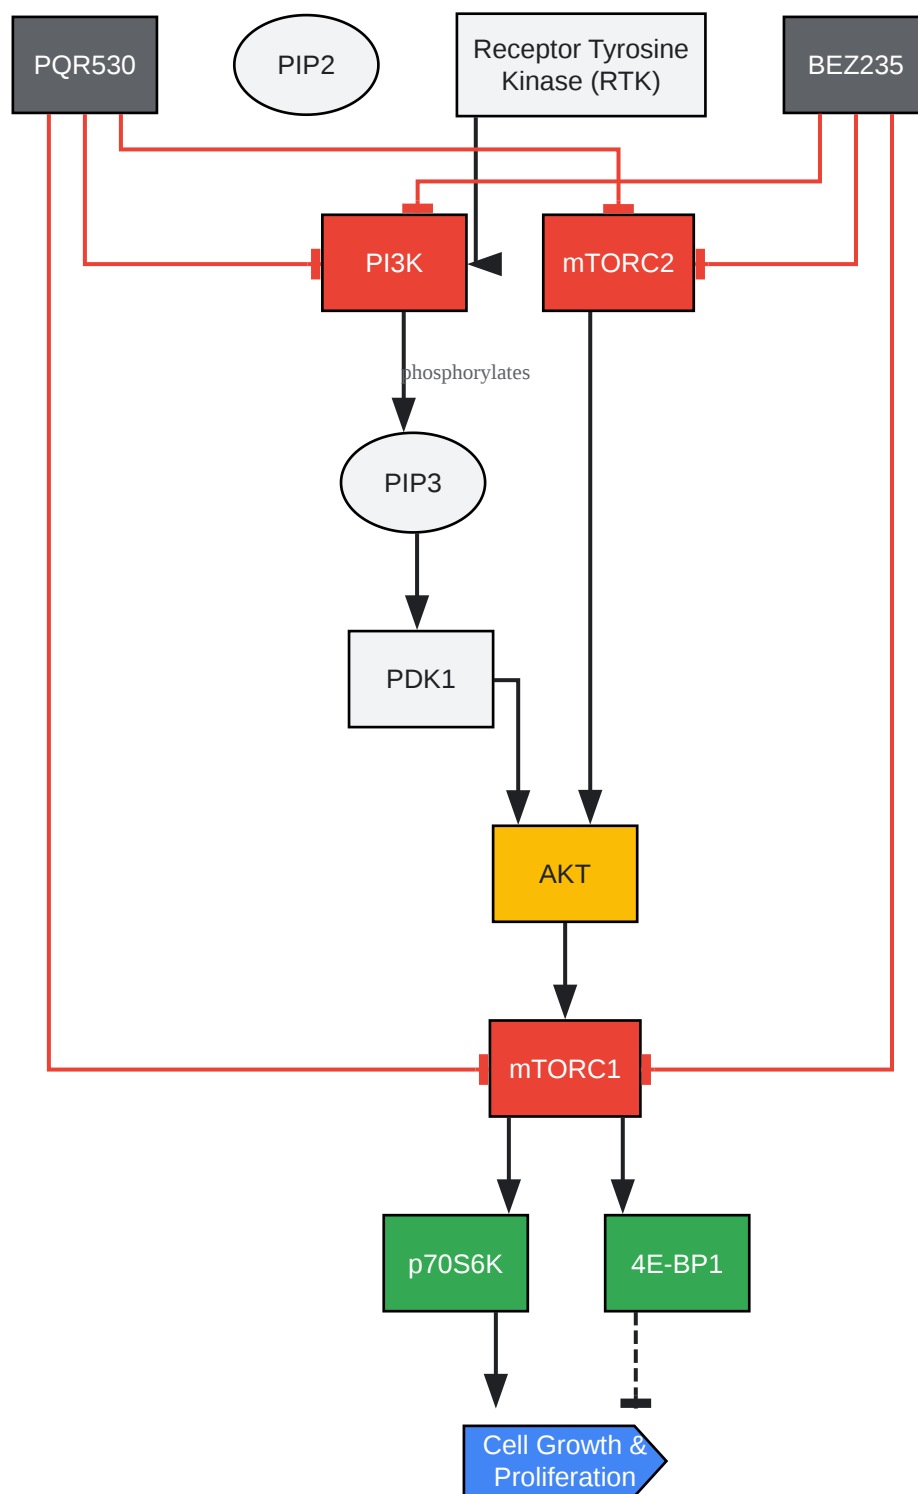 PQR530
PIP2
Receptor Tyrosine
Kinase (RTK)
BEZ235
PI3K
mTORC2
phosphorylates
PIP3
PDK1
AKT
mTORC1
p70S6K
4E-BP1
Cell Growth &
Proliferation